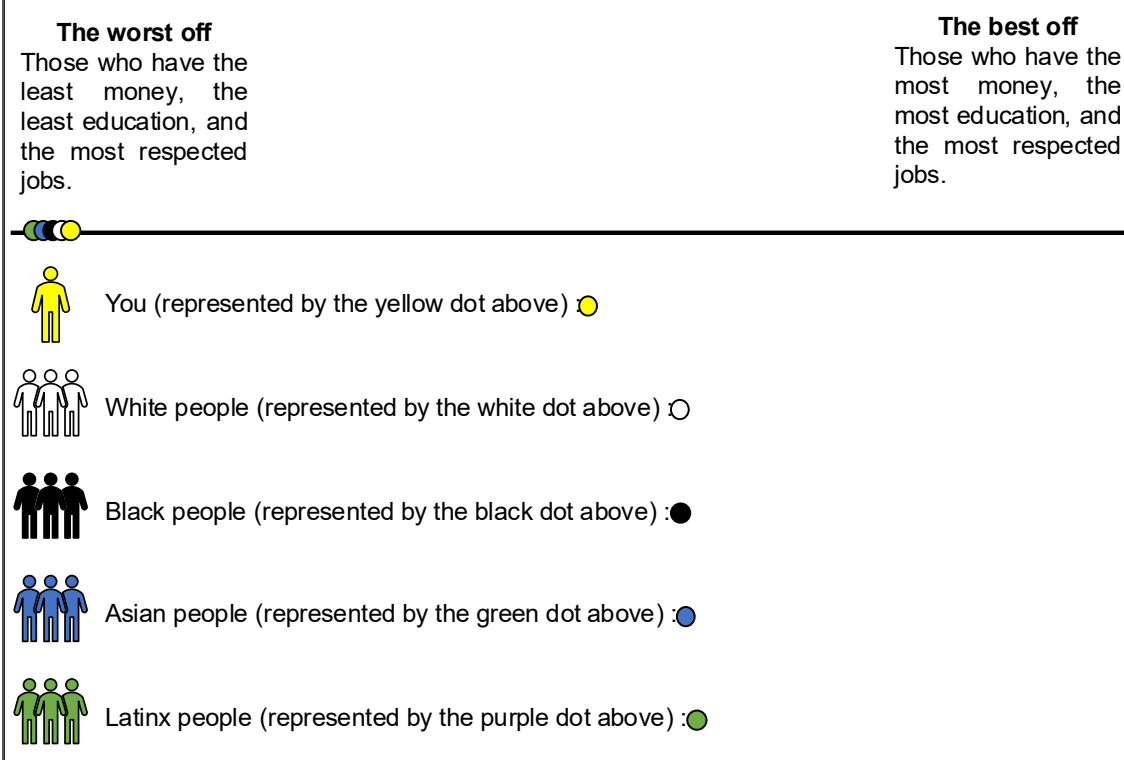 The worst off
Those who have the
least money, the
least education, and
the most respected
jobs.
The best off
Those who have the
most money, the
most education, and
the most respected
jobs.
You (represented by the yellow dot above) :
White people (represented by the white dot above) :
Black people (represented by the black dot above) :
Asian people (represented by the green dot above) :
Latinx people (represented by the purple dot above) :